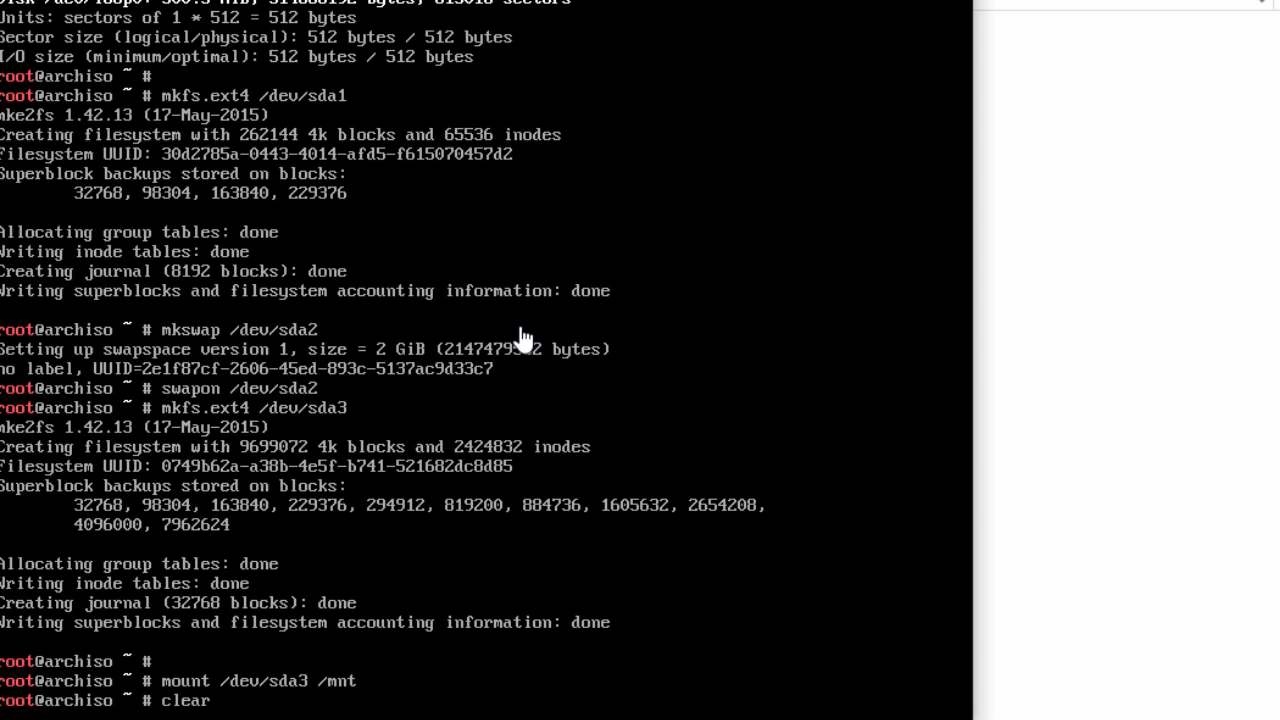 Units: sectors of 1 * 512 = 512 bytes
Sector size (logical/physical): 512 bytes / 512 bytes
I/O size (minimum/optimal): 512 bytes / 512 bytes
root@archiso ~ #
root@archiso ~ # mkfs.ext4 /dev/sda1
mke2fs 1.42.13 (17-May-2015)
Creating filesystem with 262144 4k blocks and 65536 inodes
Filesystem UUID: 30d2785a-0443-4014-afd5-f615070457d2
Superblock backups stored on blocks:
32768, 98304, 163840, 229376
Allocating group tables: done
Writing inode tables: done
Creating journal (8192 blocks): done
Writing superblocks and filesystem accounting information: done
root@archiso ~ # mkswap /dev/sda2
Setting up swapspace version 1, size = 2 GiB ( bytes)
no label, UUID=2e1f87cf-2606-45ed-893c-5137ac9d33c7
root@archiso ~ # swapon /dev/sda2
root@archiso ~ # mkfs.ext4 /dev/sda3
mke2fs 1.42.13 (17-May-2015)
Creating filesystem with 9699072 4k blocks and 2424832 inodes
Filesystem UUID: 0749b62a-a38b-4e5f-b741-521682dc8d85
Superblock backups stored on blocks:
32768, 98304, 163840, 229376, 294912, 819200, 884736, 1605632, 2654208,
4096000, 7962624
Allocating group tables: done
Writing inode tables: done
Creating journal (32768 blocks): done
Writing superblocks and filesystem accounting information: done
root@archiso ~ #
root@archiso ~ # mount /dev/sda3 /mnt
root@archiso ~ # clear